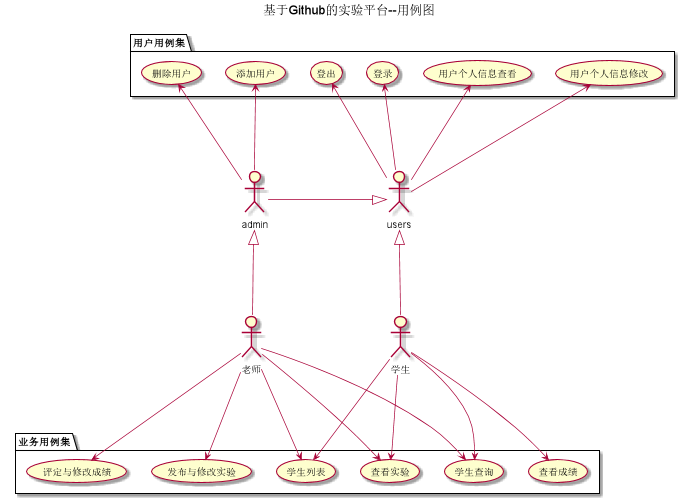 基于Github的实验平台--用例图
用户用例集
删除用户
添加用户
登出
登录
用户个人信息查看
用户个人信息修改
admin
users
老师
学生
业务用例集
评定与修改成绩
发布与修改实验
学生列表
查看实验
学生查询
查看成绩